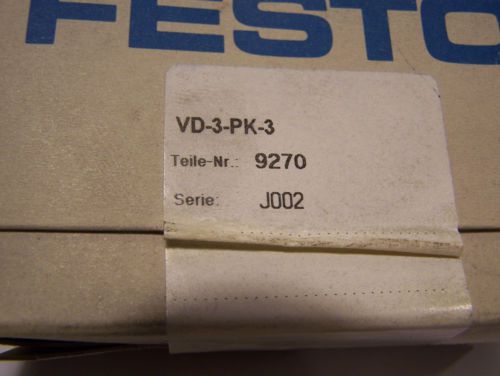 FESTO
VD-3-PK-3
Teile-Nr.: 9270
Serie: J002